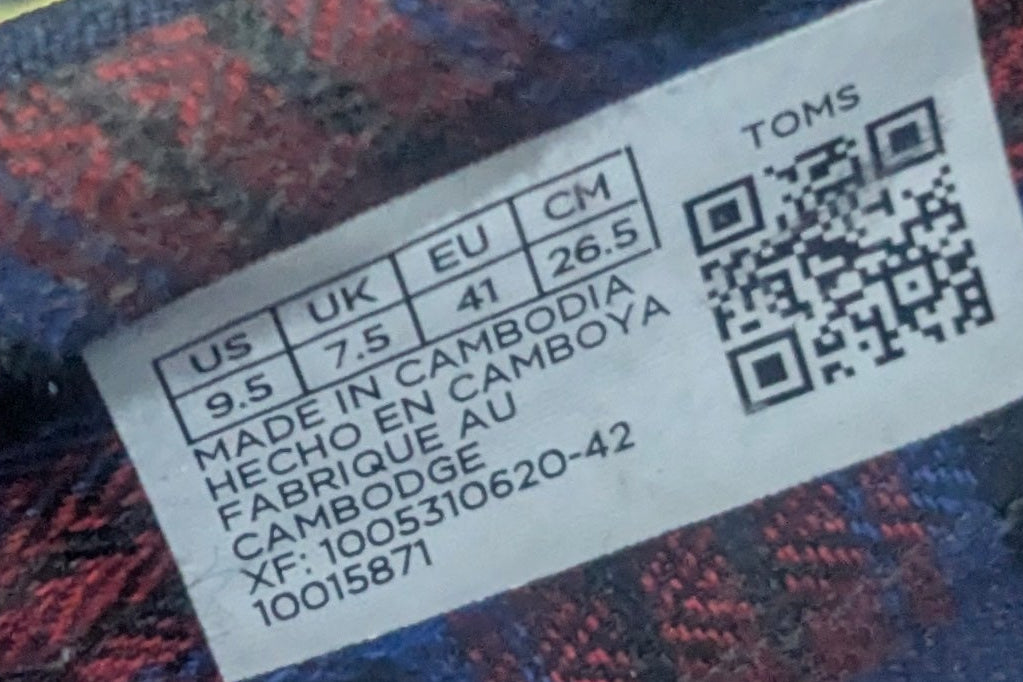 TOMS
US UK EU CM
9.5 7.5 41 26.5
MADE IN CAMBODIA
HECHO EN CAMBOYA
FABRIQUE AU
CAMBODGE
XF: 1005310620-42
10015871